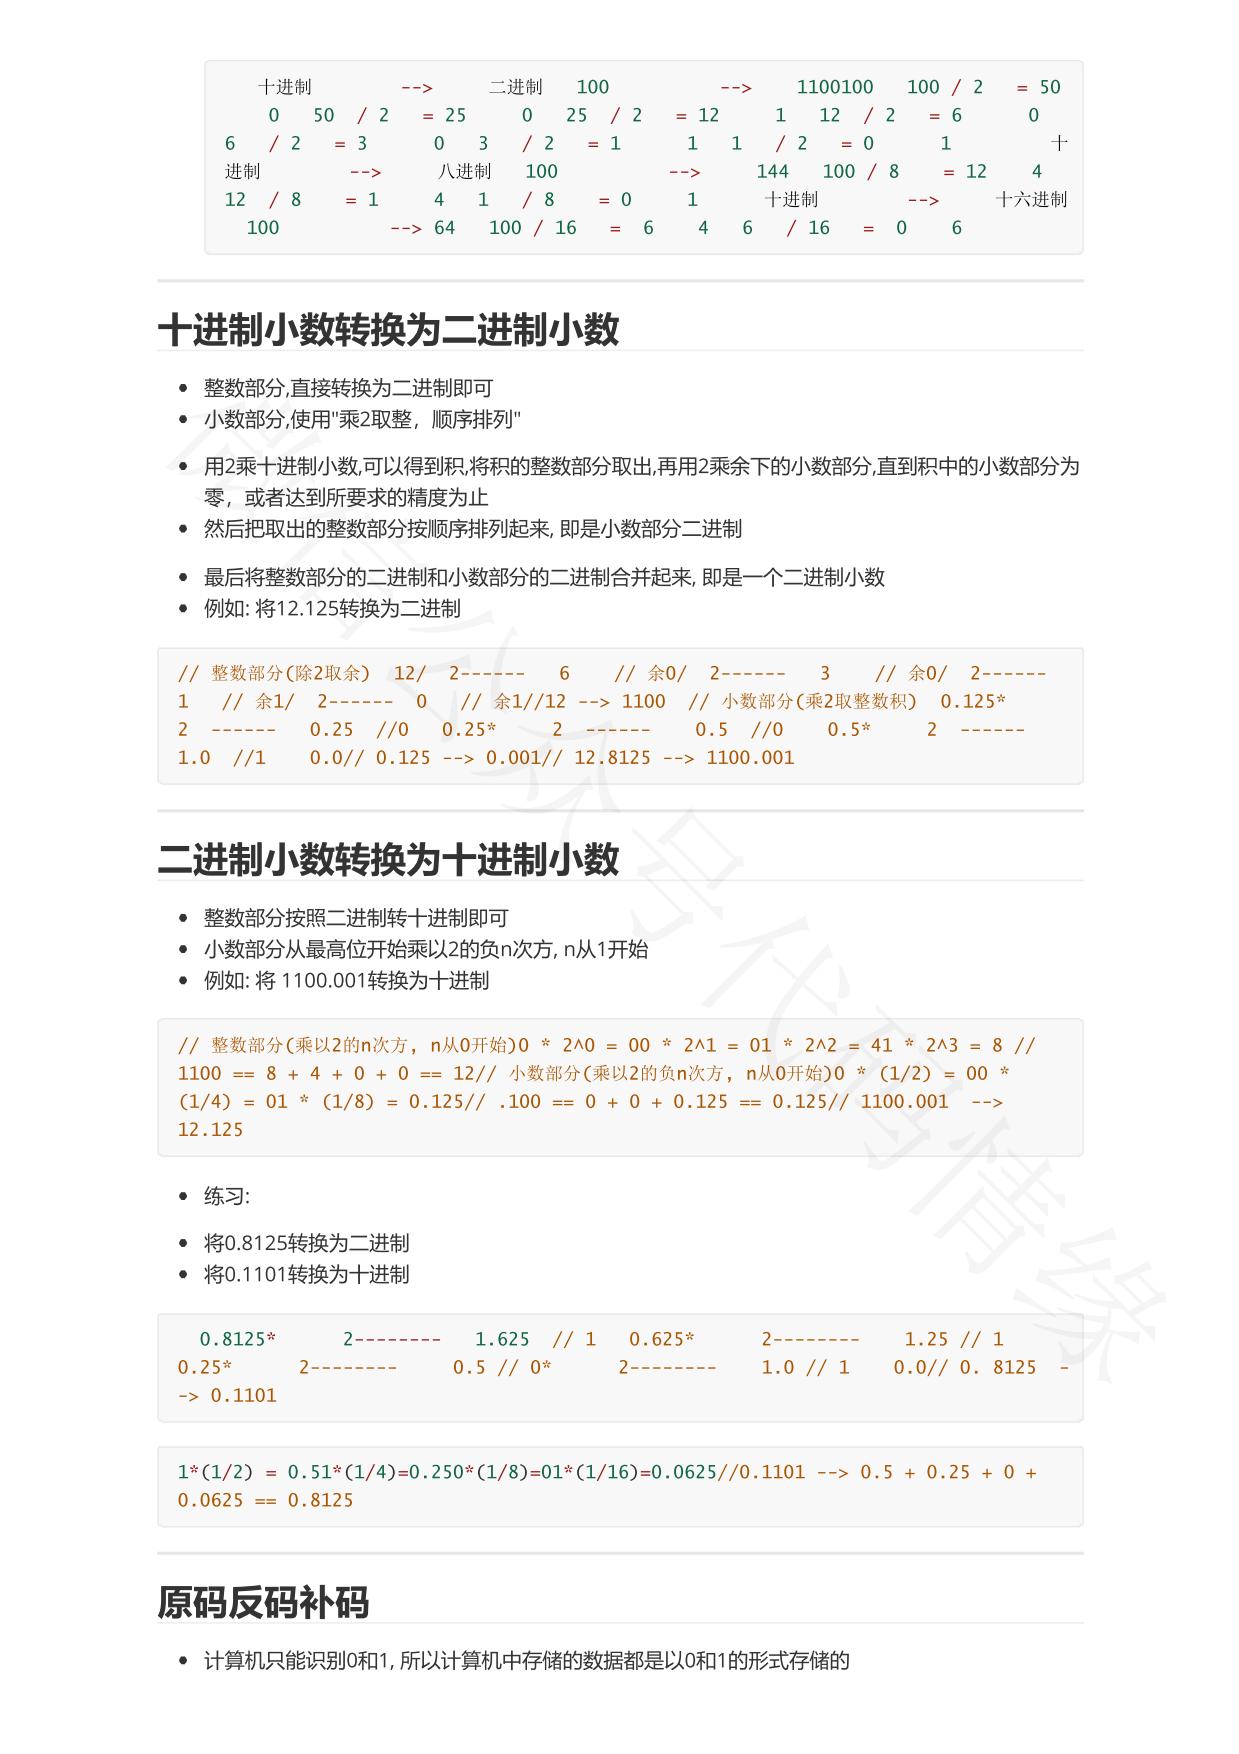 十进制 --> 二进制 100 --> 1100100 100 / 2 = 50
0 50 / 2 = 25 0 25 / 2 = 12 1 12 / 2 = 6 0
6 / 2 = 3 0 3 / 2 = 1 1 1 / 2 = 0 1 十
进制 --> 八进制 100 --> 144 100 / 8 = 12 4
12 / 8 = 1 4 1 / 8 = 0 1 十进制 --> 十六进制
100 --> 64 100 / 16 = 6 4 6 / 16 = 0 6
十进制小数转换为二进制小数
整数部分,直接转换为二进制即可
小数部分,使用"乘2取整，顺序排列"
用2乘十进制小数,可以得到积,将积的整数部分取出,再用2乘余下的小数部分,直到积中的小数部分为
零，或者达到所要求的精度为止
然后把取出的整数部分按顺序排列起来, 即是小数部分二进制
最后将整数部分的二进制和小数部分的二进制合并起来, 即是一个二进制小数
例如: 将12.125转换为二进制
// 整数部分(除2取余) 12/ 2------ 6 // 余0/ 2------ 3 // 余0/ 2------
1 // 余1/ 2------ 0 // 余1//12 --> 1100 // 小数部分(乘2取整数积) 0.125*
2 ------ 0.25 //0 0.25* 2 ------ 0.5 //0 0.5* 2 ------
1.0 //1 0.0// 0.125 --> 0.001// 12.8125 --> 1100.001
二进制小数转换为十进制小数
整数部分按照二进制转十进制即可
小数部分从最高位开始乘以2的负n次方, n从1开始
例如: 将 1100.001转换为十进制
// 整数部分(乘以2的n次方, n从0开始)0 * 2^0 = 00 * 2^1 = 01 * 2^2 = 41 * 2^3 = 8 //
1100 == 8 + 4 + 0 + 0 == 12// 小数部分(乘以2的负n次方, n从0开始)0 * (1/2) = 00 *
(1/4) = 01 * (1/8) = 0.125// .100 == 0 + 0 + 0.125 == 0.125// 1100.001 -->
12.125
练习:
将0.8125转换为二进制
将0.1101转换为十进制
0.8125* 2-------- 1.625 // 1 0.625* 2-------- 1.25 // 1
0.25* 2-------- 0.5 // 0* 2-------- 1.0 // 1 0.0// 0. 8125 -
-> 0.1101
1*(1/2) = 0.51*(1/4)=0.250*(1/8)=01*(1/16)=0.0625//0.1101 --> 0.5 + 0.25 + 0 +
0.0625 == 0.8125
原码反码补码
计算机只能识别0和1, 所以计算机中存储的数据都是以0和1的形式存储的
微信公众号代码情缘